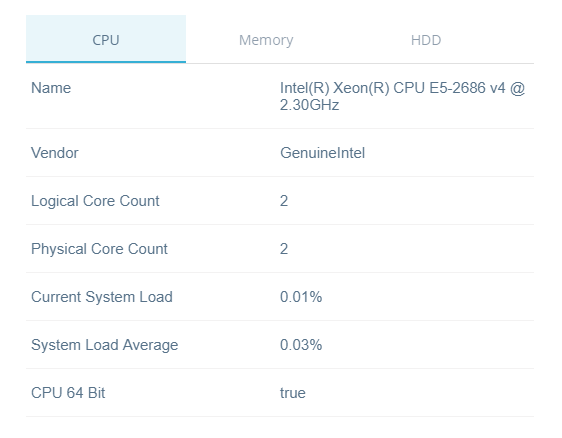 CPU Memory HDD
Name Intel(R) Xeon(R) CPU E5-2686 v4 @
2.30GHz
Vendor GenuineIntel
Logical Core Count 2
Physical Core Count 2
Current System Load 0.01%
System Load Average 0.03%
CPU 64 Bit true